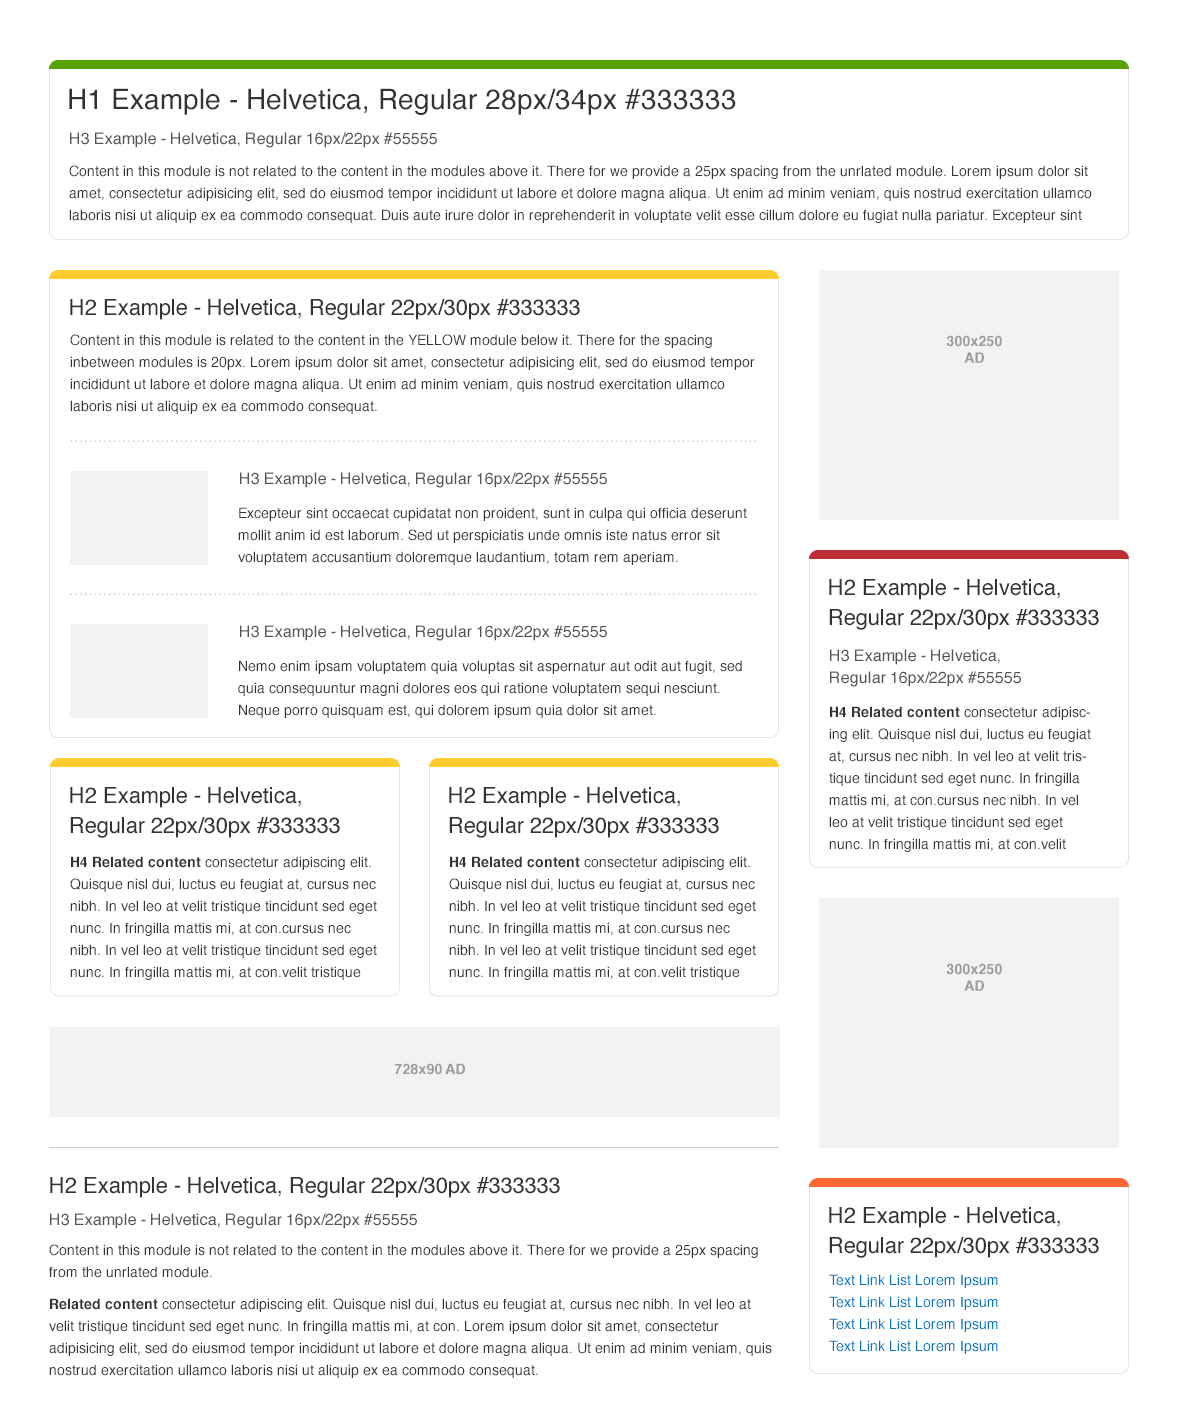 H1 Example - Helvetica, Regular 28px/34px #333333
H3 Example - Helvetica, Regular 16px/22px #55555
Content in this module is not related to the content in the modules above it. There for we provide a 25px spacing from the unrlated module. Lorem ipsum dolor sit
amet, consectetur adipisicing elit, sed do eiusmod tempor incididunt ut labore et dolore magna aliqua. Ut enim ad minim veniam, quis nostrud exercitation ullamco
laboris nisi ut aliquip ex ea commodo consequat. Duis aute irure dolor in reprehenderit in voluptate velit esse cillum dolore eu fugiat nulla pariatur. Excepteur sint
H2 Example - Helvetica, Regular 22px/30px #333333
Content in this module is related to the content in the YELLOW module below it. There for the spacing
inbetween modules is 20px. Lorem ipsum dolor sit amet, consectetur adipisicing elit, sed do eiusmod tempor
incididunt ut labore et dolore magna aliqua. Ut enim ad minim veniam, quis nostrud exercitation ullamco
laboris nisi ut aliquip ex ea commodo consequat.
H3 Example - Helvetica, Regular 16px/22px #55555
Excepteur sint occaecat cupidatat non proident, sunt in culpa qui officia deserunt
mollit anim id est laborum. Sed ut perspiciatis unde omnis iste natus error sit
voluptatem accusantium doloremque laudantium, totam rem aperiam.
H3 Example - Helvetica, Regular 16px/22px #55555
Nemo enim ipsam voluptatem quia voluptas sit aspernatur aut odit aut fugit, sed
quia consequuntur magni dolores eos qui ratione voluptatem sequi nesciunt.
Neque porro quisquam est, qui dolorem ipsum quia dolor sit amet.
H2 Example - Helvetica,
Regular 22px/30px #333333
H4 Related content consectetur adipiscing elit.
Quisque nisl dui, luctus eu feugiat at, cursus nec
nibh. In vel leo at velit tristique tincidunt sed eget
nunc. In fringilla mattis mi, at con.cursus nec
nibh. In vel leo at velit tristique tincidunt sed eget
nunc. In fringilla mattis mi, at con.velit tristique
H2 Example - Helvetica,
Regular 22px/30px #333333
H4 Related content consectetur adipiscing elit.
Quisque nisl dui, luctus eu feugiat at, cursus nec
nibh. In vel leo at velit tristique tincidunt sed eget
nunc. In fringilla mattis mi, at con.cursus nec
nibh. In vel leo at velit tristique tincidunt sed eget
nunc. In fringilla mattis mi, at con.velit tristique
728x90 AD
H2 Example - Helvetica, Regular 22px/30px #333333
H3 Example - Helvetica, Regular 16px/22px #55555
Content in this module is not related to the content in the modules above it. There for we provide a 25px spacing
from the unrlated module.
Related content consectetur adipiscing elit. Quisque nisl dui, luctus eu feugiat at, cursus nec nibh. In vel leo at
velit tristique tincidunt sed eget nunc. In fringilla mattis mi, at con. Lorem ipsum dolor sit amet, consectetur
adipisicing elit, sed do eiusmod tempor incididunt ut labore et dolore magna aliqua. Ut enim ad minim veniam, quis
nostrud exercitation ullamco laboris nisi ut aliquip ex ea commodo consequat.
300x250
AD
H2 Example - Helvetica,
Regular 22px/30px #333333
H3 Example - Helvetica,
Regular 16px/22px #55555
H4 Related content consectetur adipisc-
ing elit. Quisque nisl dui, luctus eu feugiat
at, cursus nec nibh. In vel leo at velit tris-
tique tincidunt sed eget nunc. In fringilla
mattis mi, at con.cursus nec nibh. In vel
leo at velit tristique tincidunt sed eget
nunc. In fringilla mattis mi, at con.velit
300x250
AD
H2 Example - Helvetica,
Regular 22px/30px #333333
Text Link List Lorem Ipsum
Text Link List Lorem Ipsum
Text Link List Lorem Ipsum
Text Link List Lorem Ipsum